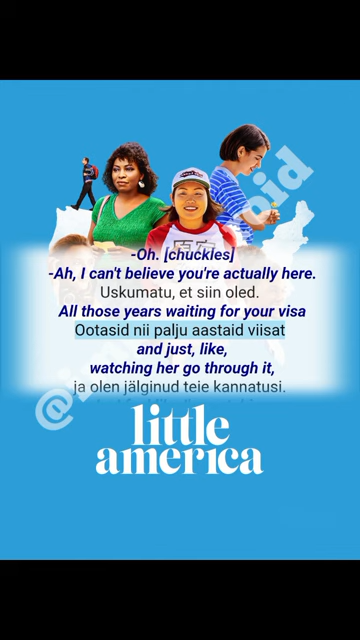 -Oh. [chuckles]
-Ah, I can't believe you're actually here.
Uskumatu, et siin oled.
All those years waiting for your visa
Ootasid nii palju aastaid viisat
and just, like,
watching her go through it,
ja olen jälginud teie kannatusi.
little
america